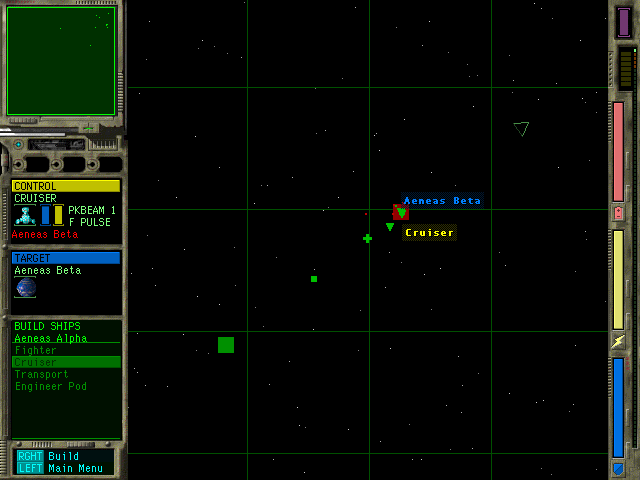 CONTROL
CRUISER
PKBEAM 1
F PULSE
Aeneas Beta
TARGET
Aeneas Beta
BUILD SHIPS
Aeneas Alpha
Fighter
Cruiser
Transport
Engineer Pod
RGHT Build
LEFT Main Menu
Aeneas Beta
Cruiser